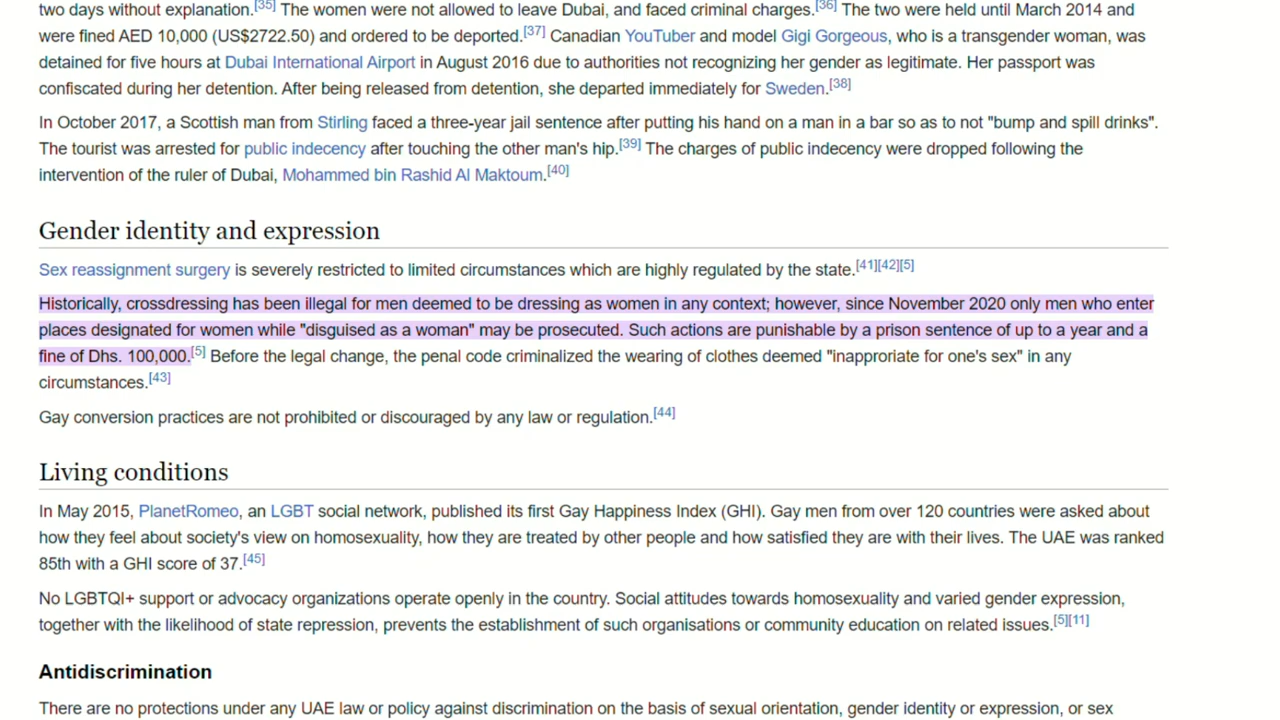 two days without explanation.[35] The women were not allowed to leave Dubai, and faced criminal charges.[36] The two were held until March 2014 and
were fined AED 10,000 (US$2722.50) and ordered to be deported.[37] Canadian YouTuber and model Gigi Gorgeous, who is a transgender woman, was
detained for five hours at Dubai International Airport in August 2016 due to authorities not recognizing her gender as legitimate. Her passport was
confiscated during her detention. After being released from detention, she departed immediately for Sweden.[38]
In October 2017, a Scottish man from Stirling faced a three-year jail sentence after putting his hand on a man in a bar so as to not "bump and spill drinks".
The tourist was arrested for public indecency after touching the other man's hip.[39] The charges of public indecency were dropped following the
intervention of the ruler of Dubai, Mohammed bin Rashid Al Maktoum.[40]
Gender identity and expression
Sex reassignment surgery is severely restricted to limited circumstances which are highly regulated by the state.[41][42][5]
Historically, crossdressing has been illegal for men deemed to be dressing as women in any context; however, since November 2020 only men who enter
places designated for women while "disguised as a woman" may be prosecuted. Such actions are punishable by a prison sentence of up to a year and a
fine of Dhs. 100,000.[5] Before the legal change, the penal code criminalized the wearing of clothes deemed "inapproriate for one's sex" in any
circumstances.[43]
Gay conversion practices are not prohibited or discouraged by any law or regulation.[44]
Living conditions
In May 2015, PlanetRomeo, an LGBT social network, published its first Gay Happiness Index (GHI). Gay men from over 120 countries were asked about
how they feel about society's view on homosexuality, how they are treated by other people and how satisfied they are with their lives. The UAE was ranked
85th with a GHI score of 37.[45]
No LGBTQI+ support or advocacy organizations operate openly in the country. Social attitudes towards homosexuality and varied gender expression,
together with the likelihood of state repression, prevents the establishment of such organisations or community education on related issues.[5][11]
Antidiscrimination
There are no protections under any UAE law or policy against discrimination on the basis of sexual orientation, gender identity or expression, or sex